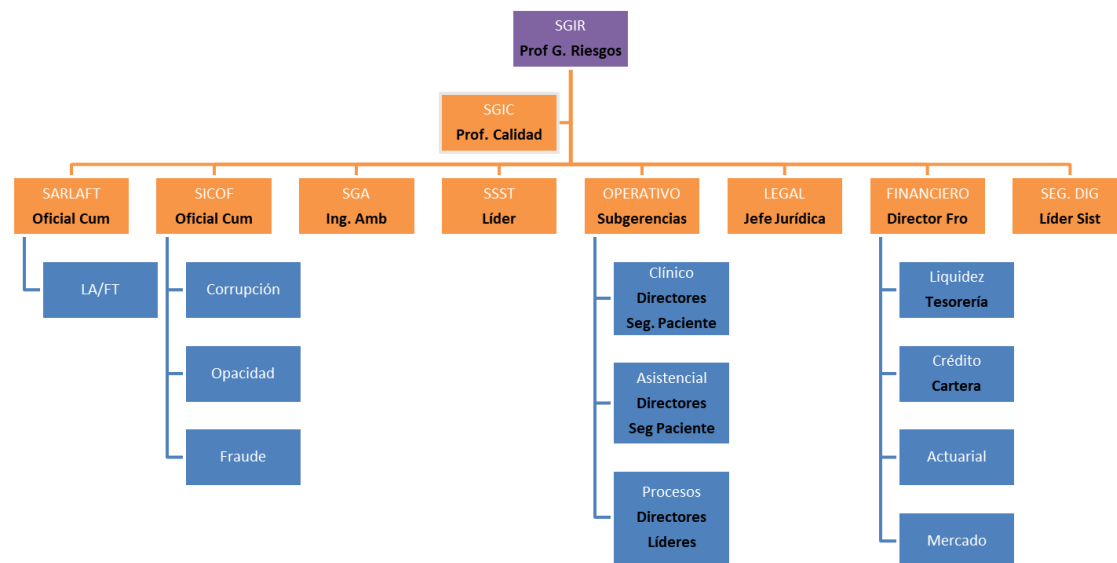 SGIR
Prof G. Riesgos
SGIC
Prof. Calidad
SARLAFT
Oficial Cum
SICOF
Oficial Cum
SGA
Ing. Amb
SSST
Líder
OPERATIVO
Subgerencias
LEGAL
Jefe Jurídica
FINANCIERO
Director Fro
SEG. DIG
Líder Sist
LA/FT
Corrupción
Opacidad
Fraude
Clínico
Directores
Seg. Paciente
Asistencial
Directores
Seg Paciente
Procesos
Directores
Líderes
Liquidez
Tesorería
Crédito
Cartera
Actuarial
Mercado